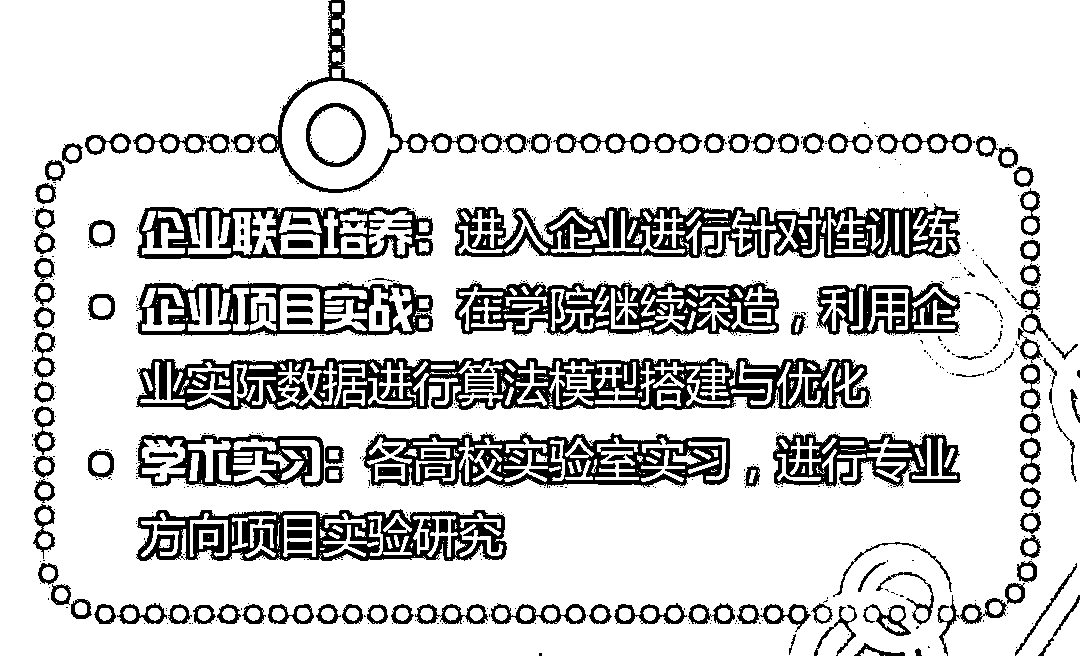 企业联合培养：进入企业进行针对性训练
企业项目实战：在学院继续深造，利用企
业实际数据进行算法模型搭建与优化
学术实习：各高校实验室实习，进行专业
方向项目实验研究